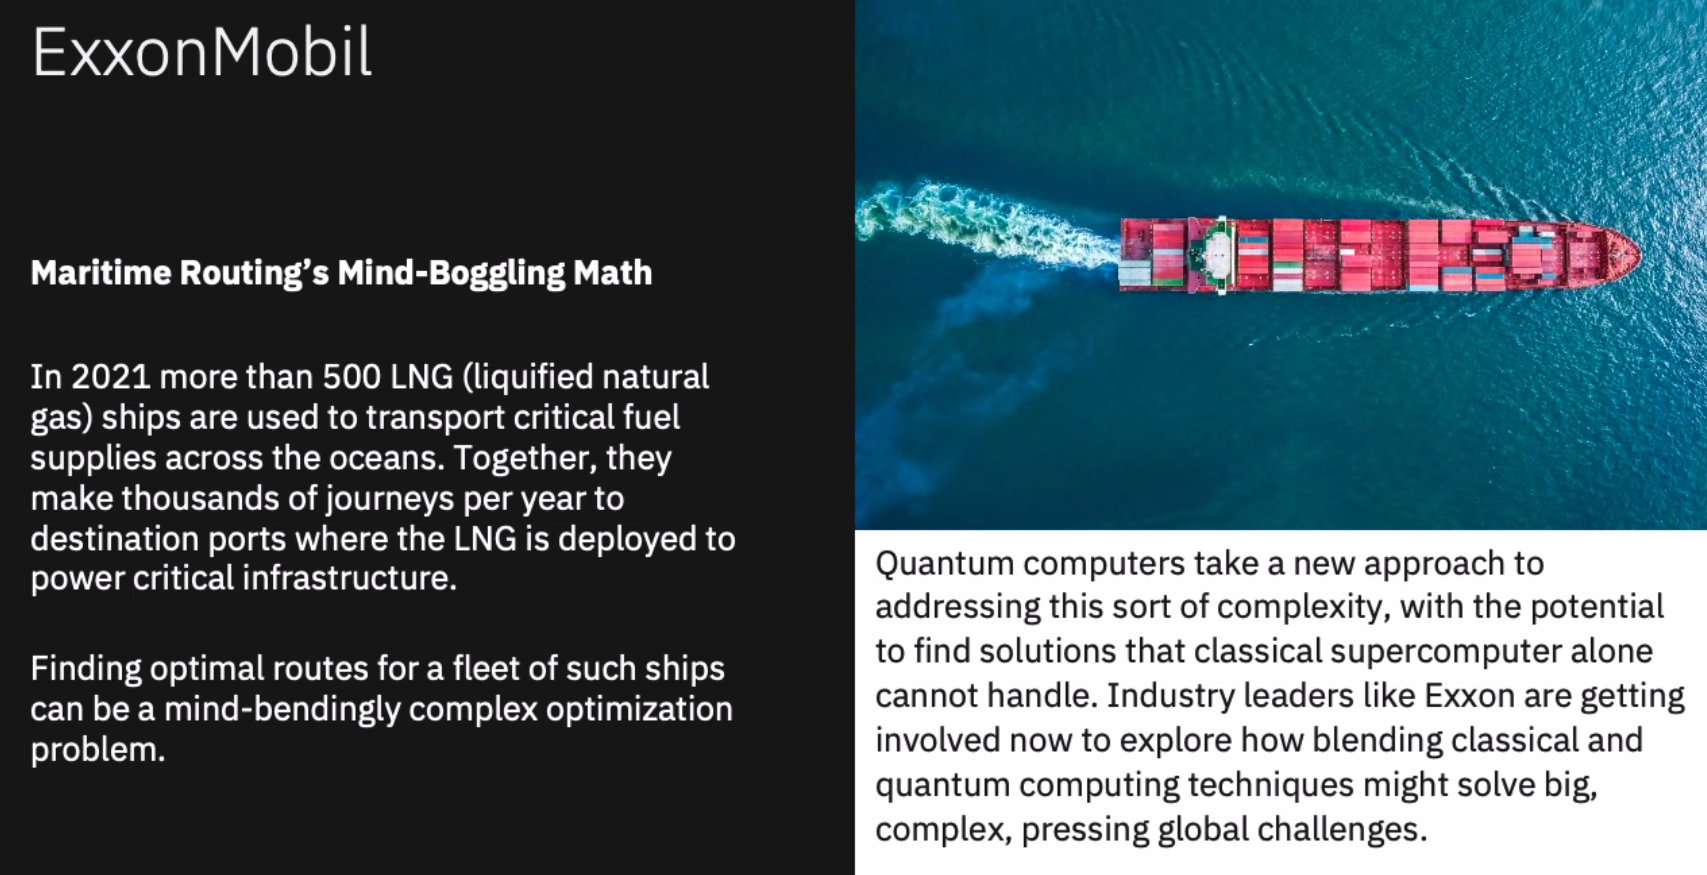 ExxonMobil
Maritime Routing’s Mind-Boggling Math
In 2021 more than 500 LNG (liquified natural
gas) ships are used to transport critical fuel
supplies across the oceans. Together, they
make thousands of journeys per year to
destination ports where the LNG is deployed to
power critical infrastructure.
Finding optimal routes for a fleet of such ships
can be a mind-bendingly complex optimization
problem.
Quantum computers take a new approach to
addressing this sort of complexity, with the potential
to find solutions that classical supercomputer alone
cannot handle. Industry leaders like Exxon are getting
involved now to explore how blending classical and
quantum computing techniques might solve big,
complex, pressing global challenges.